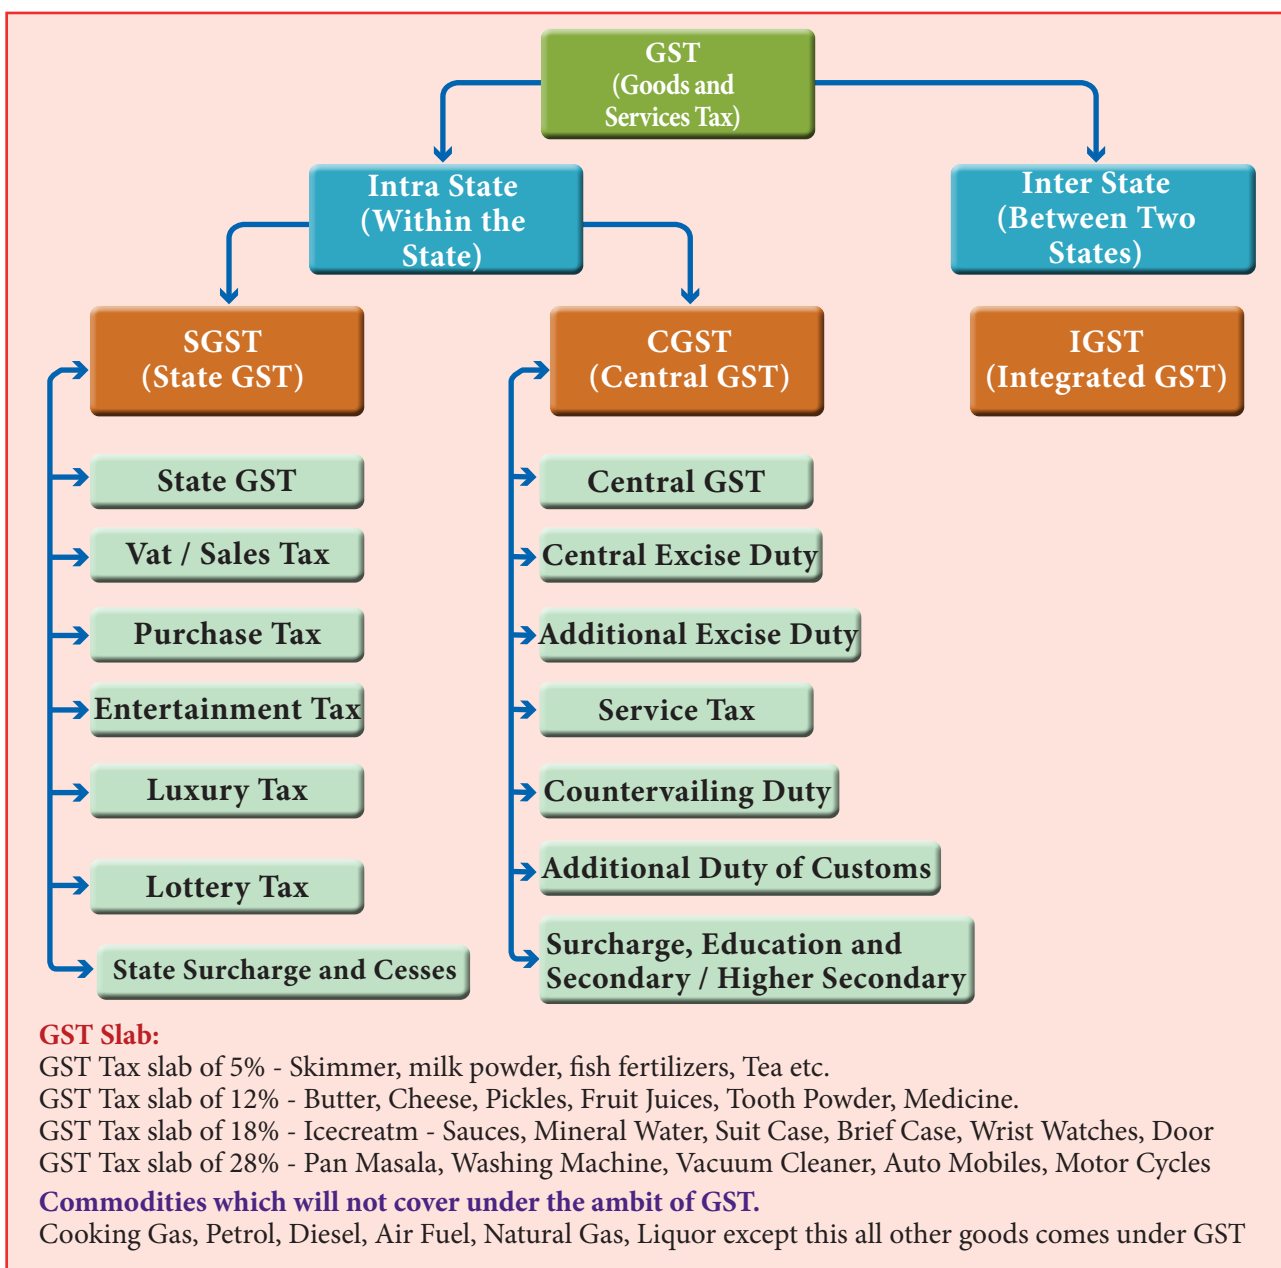 GST
(Goods and
Services Tax)
Intra State
(Within the
State)
Inter State
(Between Two
States)
SGST
(State GST)
CGST
(Central GST)
IGST
(Integrated GST)
State GST
Vat / Sales Tax
Purchase Tax
Entertainment Tax
Luxury Tax
Lottery Tax
State Surcharge and Cesses
Central GST
Central Excise Duty
Additional Excise Duty
Service Tax
Countervailing Duty
Additional Duty of Customs
Surcharge, Education and
Secondary / Higher Secondary
GST Slab:
GST Tax slab of 5% - Skimmer, milk powder, fish fertilizers, Tea etc.
GST Tax slab of 12% - Butter, Cheese, Pickles, Fruit Juices, Tooth Powder, Medicine.
GST Tax slab of 18% - Icecreatm - Sauces, Mineral Water, Suit Case, Brief Case, Wrist Watches, Door
GST Tax slab of 28% - Pan Masala, Washing Machine, Vacuum Cleaner, Auto Mobiles, Motor Cycles
Commodities which will not cover under the ambit of GST.
Cooking Gas, Petrol, Diesel, Air Fuel, Natural Gas, Liquor except this all other goods comes under GST